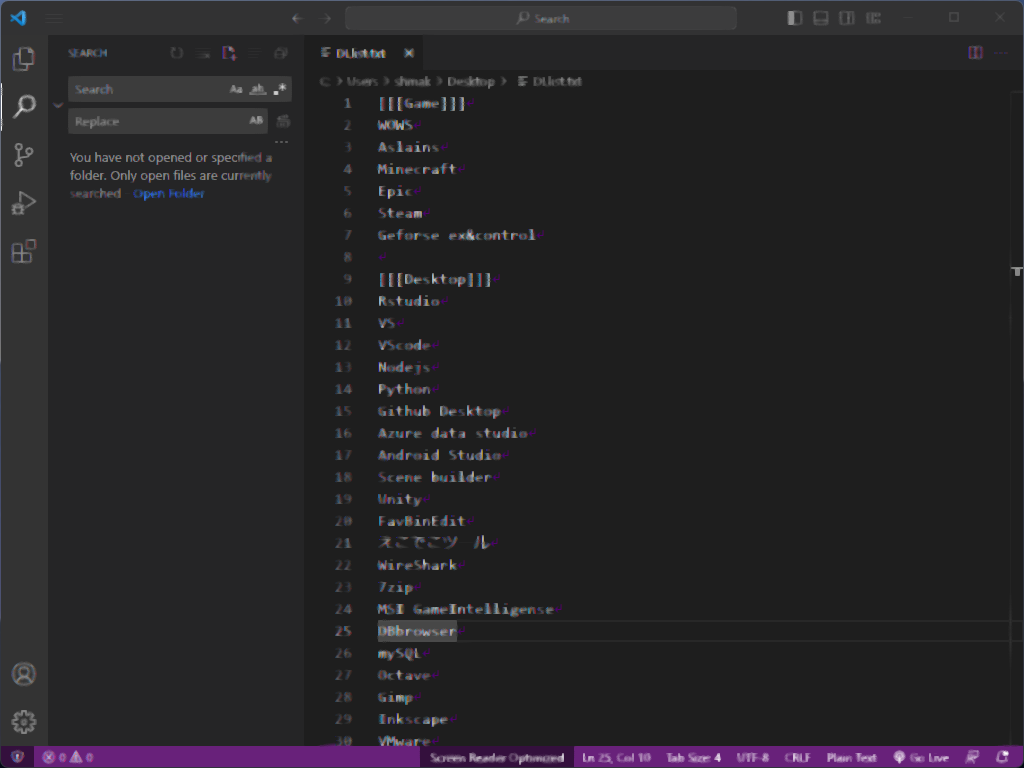 Search
SEARCH
DLlist.txt
Search
Aa ab
Replace
AB
You have not opened or specified a
folder. Only open files are currently
searched - Open Folder
C: > Users > shmak > Desktop > DLlist.txt
1 [[[Game]]]
2 WOWS
3 Aslains
4 Minecraft
5 Epic
6 Steam
7 Geforse ex&control
8
9 [[[Desktop]]]
10 Rstudio
11 VS
12 VScode
13 Nodejs
14 Python
15 Github Desktop
16 Azure data studio
17 Android Studio
18 Scene builder
19 Unity
20 FavBinEdit
21 えこでこツール
22 WireShark
23 7zip
24 MSI GameIntelligense
25 DBbrowser
26 mySQL
27 Octave
28 Gimp
29 Inkscape
30 VMware
0 0 Screen Reader Optimized Ln 25, Col 10 Tab Size: 4 UTF-8 CRLF Plain Text Go Live